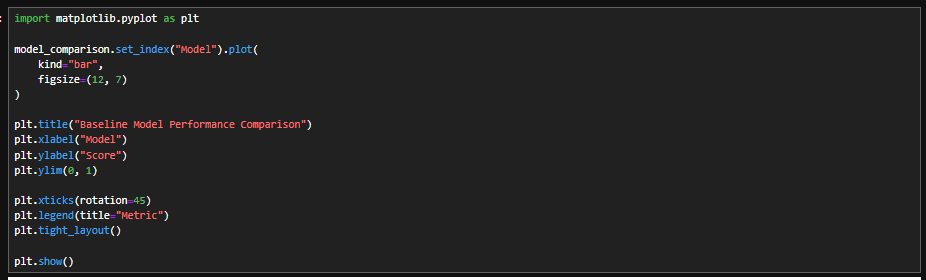 import matplotlib.pyplot as plt
model_comparison.set_index("Model").plot(
    kind="bar",
    figsize=(12, 7)
)
plt.title("Baseline Model Performance Comparison")
plt.xlabel("Model")
plt.ylabel("Score")
plt.ylim(0, 1)
plt.xticks(rotation=45)
plt.legend(title="Metric")
plt.tight_layout()
plt.show()